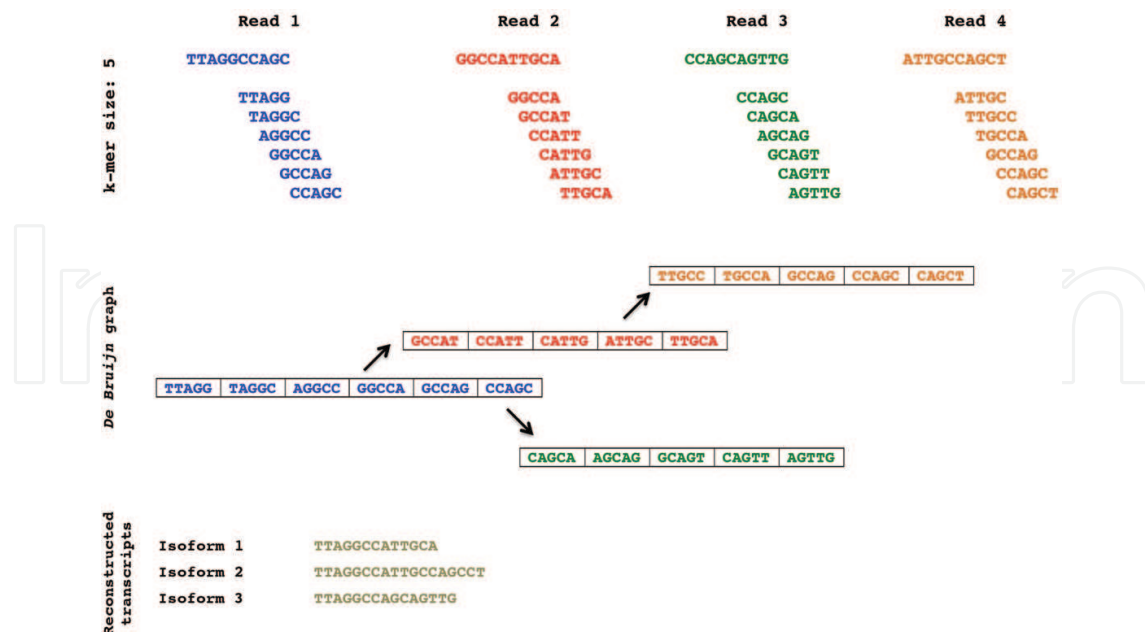 Read 1 Read 2 Read 3 Read 4
k-mer size: 5
TTAGGCCAGC GGCCATTGCA CCAGCAGTTG ATTGCCAGCT
TTAGG GGCCA CCAGC ATTGC
TAGGC GCCAT CAGCA TTGCC
AGGCC CCATT AGCAG TGCCA
GGCCA CATTG GCAGT GCCAG
GCCAG ATTGC CAGTT CCAGC
CCAGC TTGCA AGTTG CAGCT
De Bruijn graph
TTGCC TGCCA GCCAG CCAGC CAGCT
GCCAT CCATT CATTG ATTGC TTGCA
TTAGG TAGGC AGGCC GGCCA GCCAG CCAGC
CAGCA AGCAG GCAGT CAGTT AGTTG
Reconstructed
transcripts
Isoform 1 TTAGGCCATTGCA
Isoform 2 TTAGGCCATTGCCAGCCT
Isoform 3 TTAGGCCAGCAGTTG